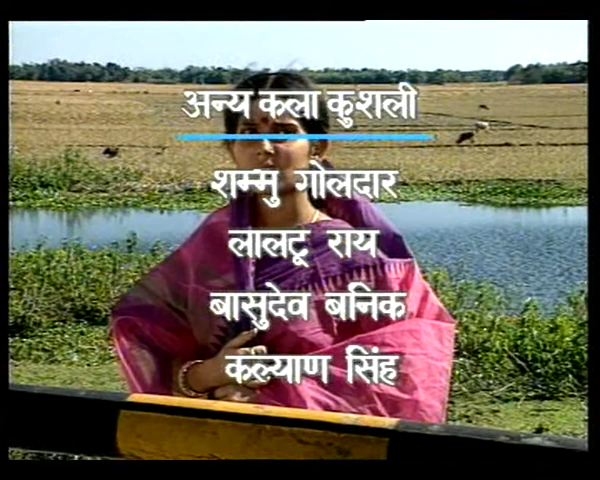 अन्य कला कुशली
शम्मु गोलदार
लालटू राय
बासुदेव बनिक
कल्याण सिंह